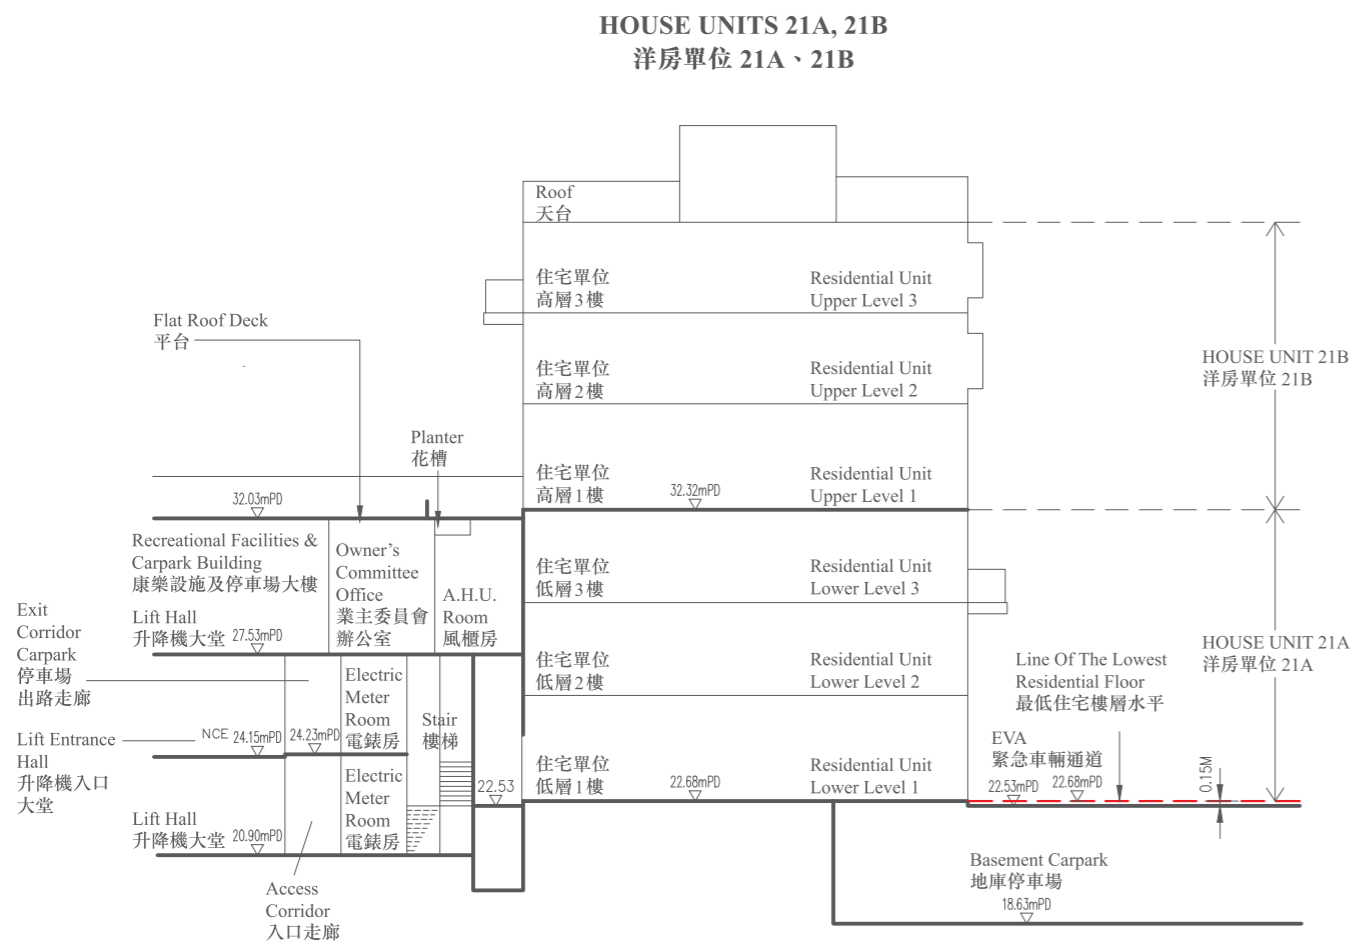 HOUSE UNITS 21A, 21B
洋房單位 21A、21B
Roof
天台
住宅單位
高層3樓
Residential Unit
Upper Level 3
Flat Roof Deck
平台
住宅單位
高層2樓
Residential Unit
Upper Level 2
HOUSE UNIT 21B
洋房單位 21B
Planter
花槽
住宅單位
高層1樓
32.32mPD
Residential Unit
Upper Level 1
32.03mPD
Recreational Facilities &
Carpark Building
康樂設施及停車場大樓
Owner's
Committee
Office
業主委員會
辦公室
A.H.U.
Room
風櫃房
住宅單位
低層3樓
Residential Unit
Lower Level 3
Lift Hall
升降機大堂
27.53mPD
Exit
Corridor
Carpark
停車場
出路走廊
HOUSE UNIT 21A
洋房單位 21A
住宅單位
低層2樓
Residential Unit
Lower Level 2
Line Of The Lowest
Residential Floor
最低住宅樓層水平
Electric
Meter
Room
電錶房
Stair
樓梯
Lift Entrance
Hall
升降機入口
大堂
NCE 24.15mPD
24.23mPD
EVA
緊急車輛通道
22.53mPD
22.68mPD
0.15M
住宅單位
低層1樓
22.68mPD
Residential Unit
Lower Level 1
Electric
Meter
Room
電錶房
22.53
Lift Hall
升降機大堂
20.90mPD
Access
Corridor
入口走廊
Basement Carpark
地庫停車場
18.63mPD